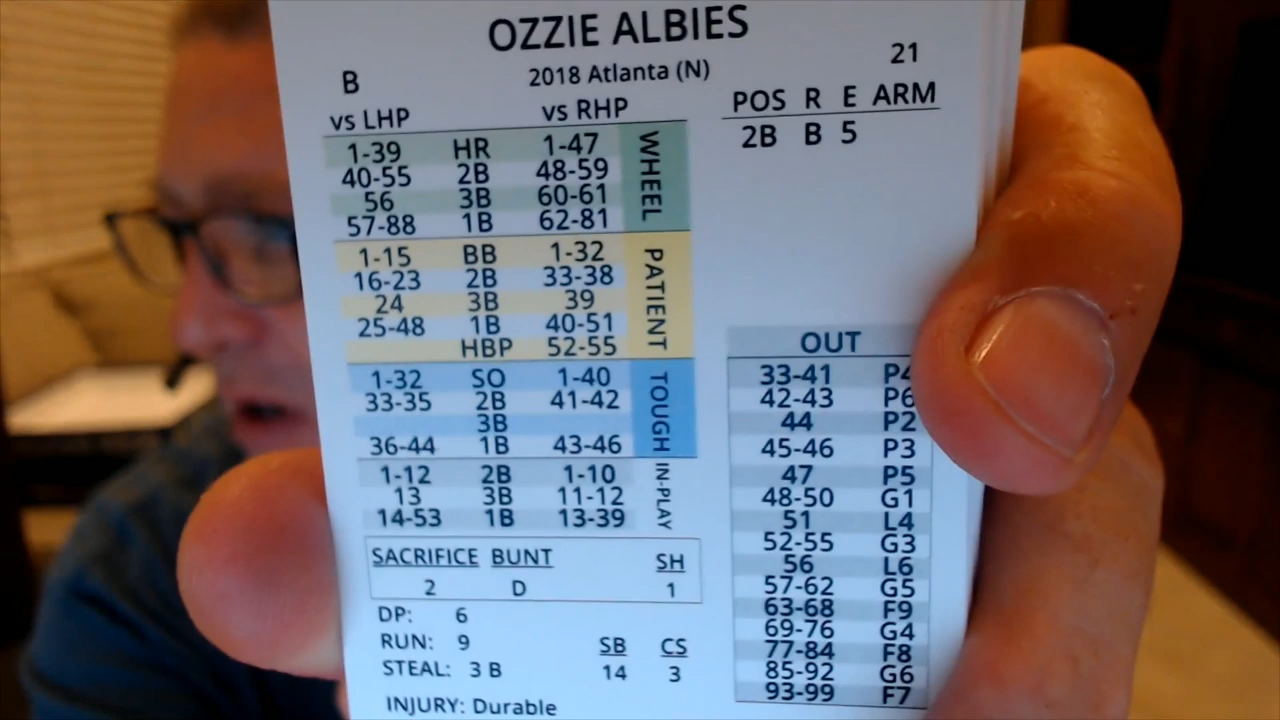 OZZIE ALBIES
B 2018 Atlanta (N) 21
vs LHP vs RHP
1-39 HR 1-47
40-55 2B 48-59
56 3B 60-61
57-88 1B 62-81
WHEEL
1-15 BB 1-32
16-23 2B 33-38
24 3B 39
25-48 1B 40-51
HBP 52-55
PATIENT
1-32 SO 1-40
33-35 2B 41-42
3B
36-44 1B 43-46
TOUGH
1-12 2B 1-10
13 3B 11-12
14-53 1B 13-39
IN-PLAY
SACRIFICE BUNT SH
2 D 1
DP: 6
RUN: 9 SB CS
STEAL: 3 B 14 3
INJURY: Durable
POS R E ARM
2B B 5
OUT
33-41 P4
42-43 P6
44 P2
45-46 P3
47 P5
48-50 G1
51 L4
52-55 G3
56 L6
57-62 G5
63-68 F9
69-76 G4
77-84 F8
85-92 G6
93-99 F7